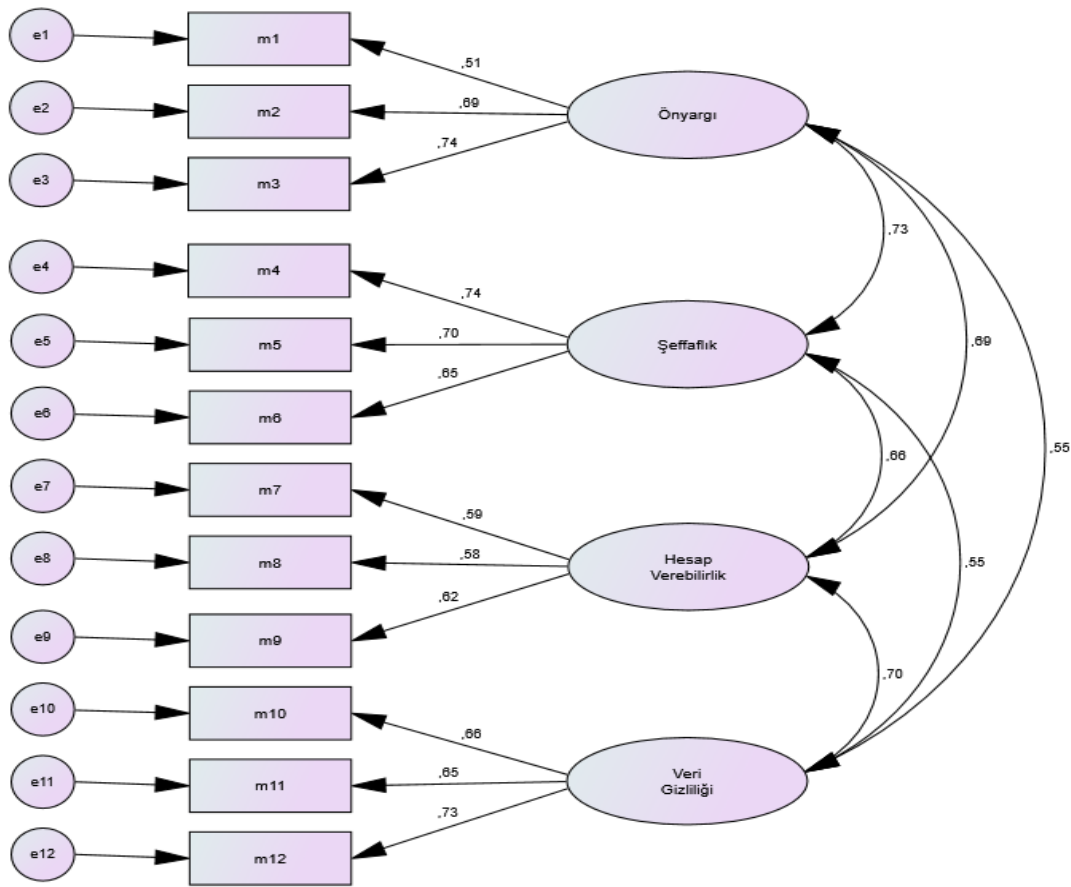 e1
m1
,51
e2
m2
,69
Önyargı
e3
m3
,74
e4
m4
,74
,73
e5
m5
,70
Şeffaflık
,69
e6
m6
,65
e7
m7
,59
,66
,55
e8
m8
,58
Hesap
Verebilirlik
,55
e9
m9
,62
e10
m10
,66
,70
e11
m11
,65
Veri
Gizliliği
e12
m12
,73